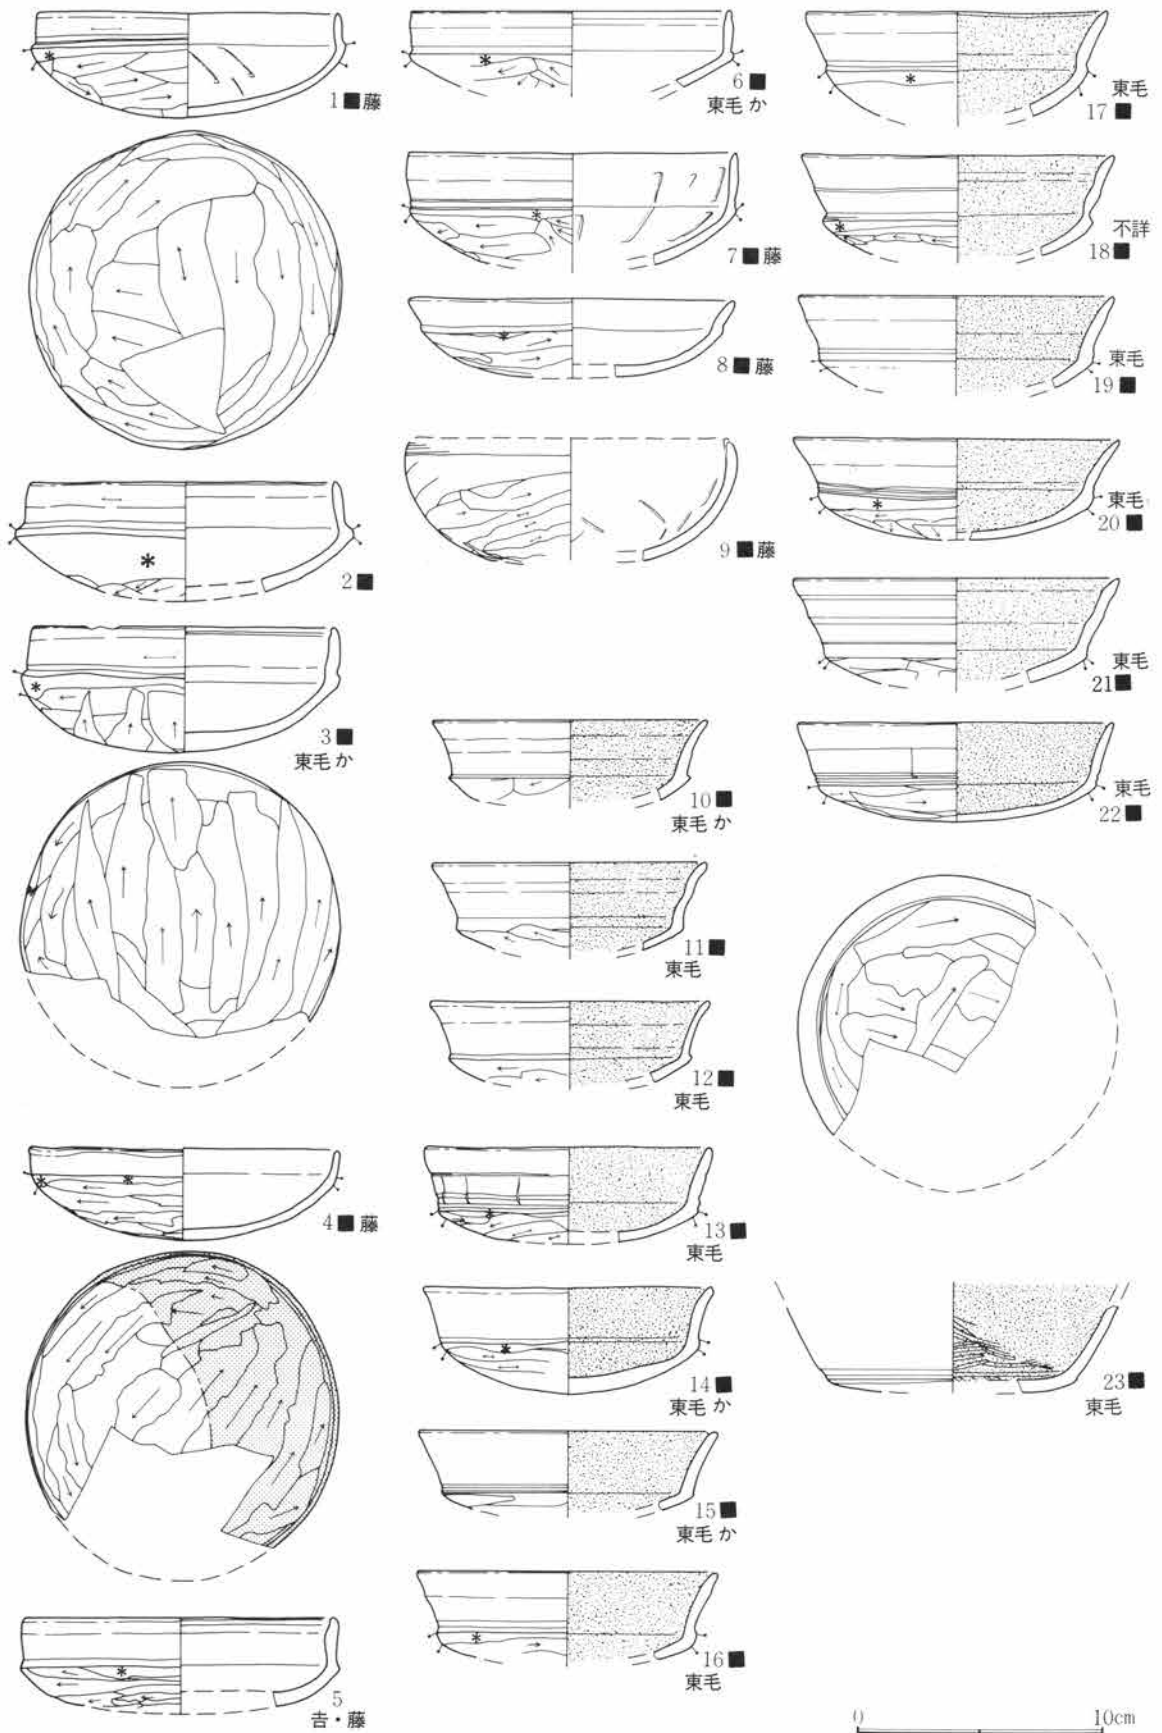 1■藤
2■
3■
東毛か
4■藤
5
吉・藤
6■
東毛か
7■藤
8■藤
9■藤
10■
東毛か
11■
東毛
12■
東毛
13■
東毛
14■
東毛か
15■
東毛か
16■
東毛
東毛
17■
不詳
18■
東毛
19■
東毛
20■
東毛
21■
東毛
22■
23■
東毛
0 10cm